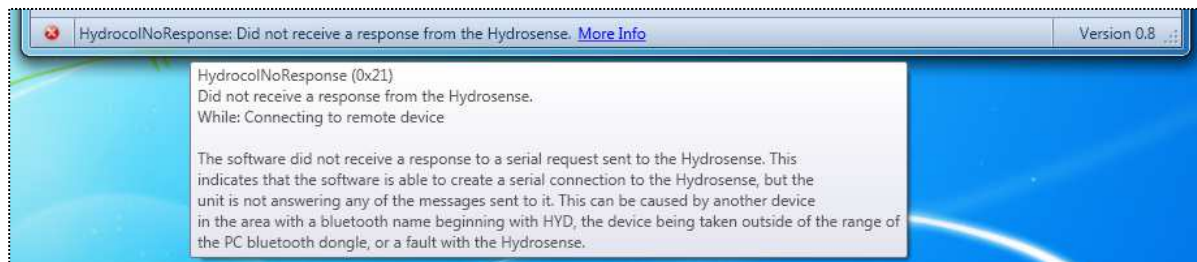 HydrocolNoResponse: Did not receive a response from the Hydrosense. More Info
Version 0.8
HydrocolNoResponse (0x21)
Did not receive a response from the Hydrosense.
While: Connecting to remote device
The software did not receive a response to a serial request sent to the Hydrosense. This
indicates that the software is able to create a serial connection to the Hydrosense, but the
unit is not answering any of the messages sent to it. This can be caused by another device
in the area with a bluetooth name beginning with HYD, the device being taken outside of the range of
the PC bluetooth dongle, or a fault with the Hydrosense.